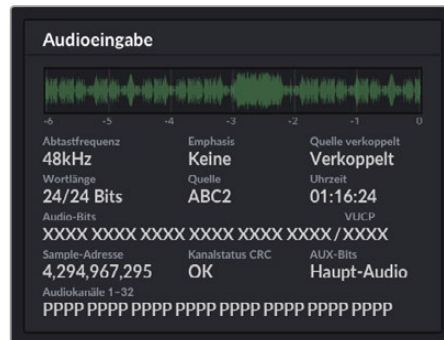 Audioeingabe
-6 -5 -4 -3 -2 -1 0
Abtastfrequenz Emphasis Quelle verkoppelt
48kHz Keine Verkoppelt
Wortlänge Quelle Uhrzeit
24/24 Bits ABC2 01:16:24
Audio-Bits VUCP
XXXX XXXX XXXX XXXX XXXX XXXX/XXXX
Sample-Adresse Kanalstatus CRC AUX-Bits
4,294,967,295 OK Haupt-Audio
Audiokanäle 1–32
PPPP PPPP PPPP PPPP PPPP PPPP PPPP PPPP